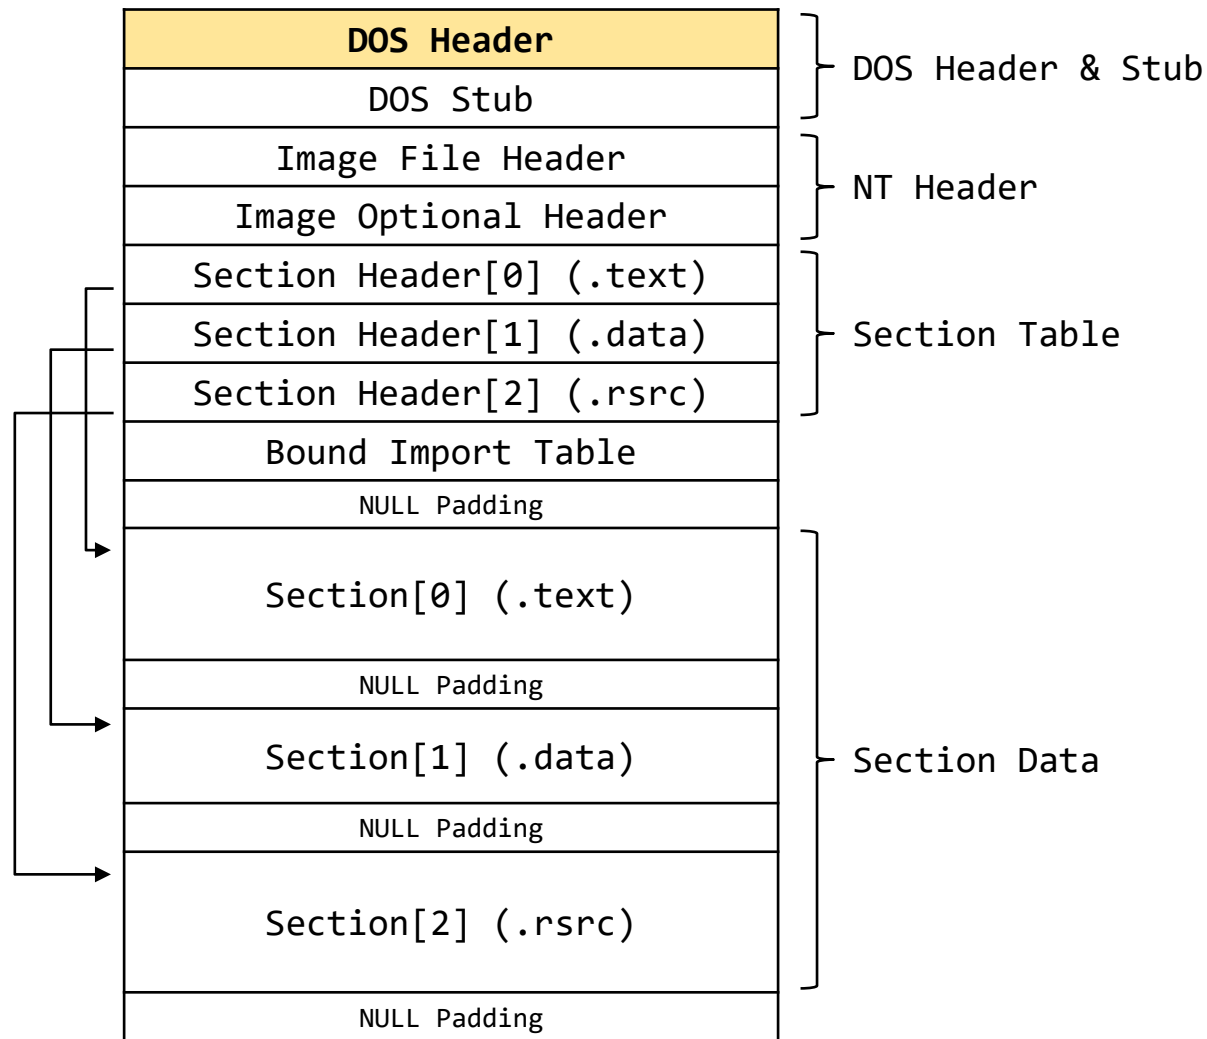 DOS Header
DOS Stub
DOS Header & Stub
Image File Header
Image Optional Header
NT Header
Section Header[0] (.text)
Section Header[1] (.data)
Section Header[2] (.rsrc)
Section Table
Bound Import Table
NULL Padding
Section[0] (.text)
NULL Padding
Section[1] (.data)
NULL Padding
Section[2] (.rsrc)
Section Data
NULL Padding